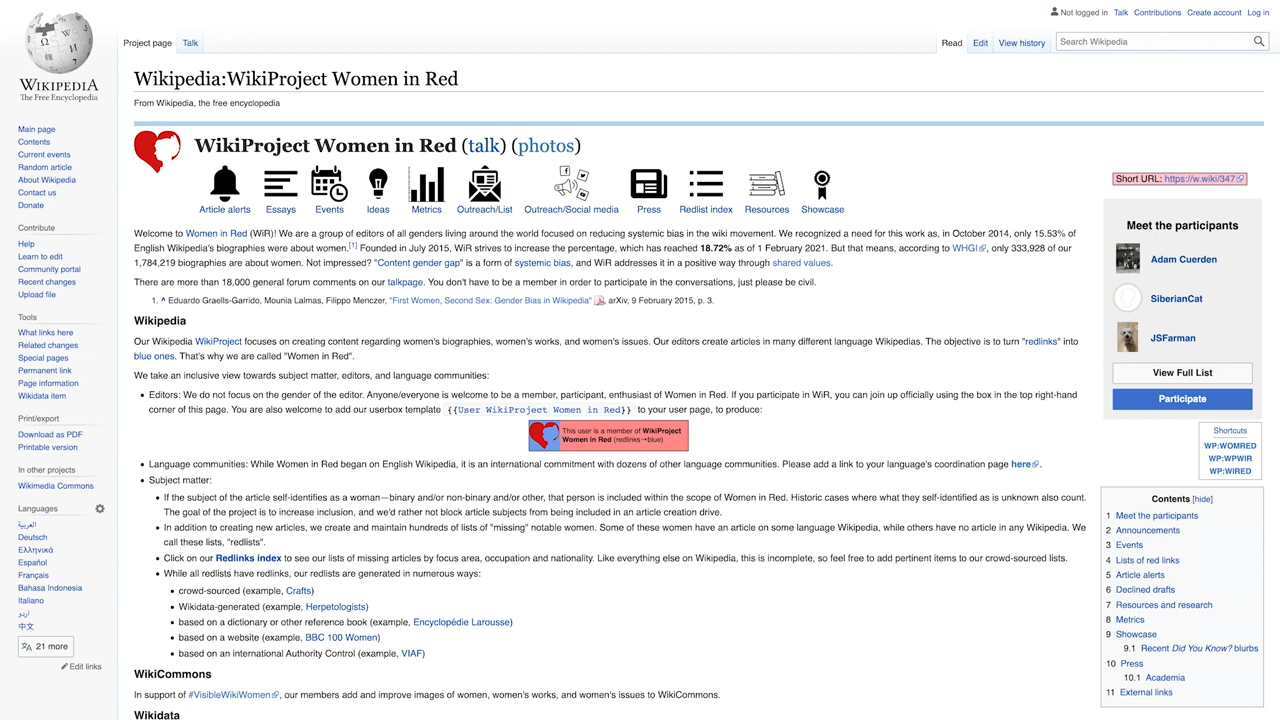 Not logged in Talk Contributions Create account Log in
Project page Talk
Read Edit View history
Search Wikipedia
WIKIPEDIA
The Free Encyclopedia
Main page
Contents
Current events
Random article
About Wikipedia
Contact us
Donate
Contribute
Help
Learn to edit
Community portal
Recent changes
Upload file
Tools
What links here
Related changes
Special pages
Permanent link
Page information
Wikidata item
Print/export
Download as PDF
Printable version
In other projects
Wikimedia Commons
Languages
العربية
Deutsch
Ελληνικά
Español
Français
Bahasa Indonesia
Italiano
اردو
中文
21 more
Edit links
Wikipedia:WikiProject Women in Red
From Wikipedia, the free encyclopedia
WikiProject Women in Red (talk) (photos)
Article alerts Essays Events Ideas Metrics Outreach/List Outreach/Social media Press Redlist index Resources Showcase
Welcome to Women in Red (WiR)! We are a group of editors of all genders living around the world focused on reducing systemic bias in the wiki movement. We recognized a need for this work as, in October 2014, only 15.53% of
English Wikipedia's biographies were about women.[1] Founded in July 2015, WiR strives to increase the percentage, which has reached 18.72% as of 1 February 2021. But that means, according to WHGI, only 333,928 of our
1,784,219 biographies are about women. Not impressed? "Content gender gap" is a form of systemic bias, and WiR addresses it in a positive way through shared values.
There are more than 18,000 general forum comments on our talkpage. You don't have to be a member in order to participate in the conversations, just please be civil.
1. ^ Eduardo Graells-Garrido, Mounia Lalmas, Filippo Menczer, "First Women, Second Sex: Gender Bias in Wikipedia" arXiv, 9 February 2015, p. 3.
Wikipedia
Our Wikipedia WikiProject focuses on creating content regarding women's biographies, women's works, and women's issues. Our editors create articles in many different language Wikipedias. The objective is to turn "redlinks" into
blue ones. That's why we are called "Women in Red".
We take an inclusive view towards subject matter, editors, and language communities:
• Editors: We do not focus on the gender of the editor. Anyone/everyone is welcome to be a member, participant, enthusiast of Women in Red. If you participate in WiR, you can join up officially using the box in the top right-hand
corner of this page. You are also welcome to add our userbox template {{User WikiProject Women in Red}} to your user page, to produce:
This user is a member of WikiProject
Women in Red (redlinks→blue)
• Language communities: While Women in Red began on English Wikipedia, it is an international commitment with dozens of other language communities. Please add a link to your language's coordination page here.
• Subject matter:
• If the subject of the article self-identifies as a woman—binary and/or non-binary and/or other, that person is included within the scope of Women in Red. Historic cases where what they self-identified as is unknown also count.
The goal of the project is to increase inclusion, and we'd rather not block article subjects from being included in an article creation drive.
• In addition to creating new articles, we create and maintain hundreds of lists of "missing" notable women. Some of these women have an article on some language Wikipedia, while others have no article in any Wikipedia. We
call these lists, "redlists".
• Click on our Redlinks index to see our lists of missing articles by focus area, occupation and nationality. Like everything else on Wikipedia, this is incomplete, so feel free to add pertinent items to our crowd-sourced lists.
• While all redlists have redlinks, our redlists are generated in numerous ways:
• crowd-sourced (example, Crafts)
• Wikidata-generated (example, Herpetologists)
• based on a dictionary or other reference book (example, Encyclopédie Larousse)
• based on a website (example, BBC 100 Women)
• based on an international Authority Control (example, VIAF)
WikiCommons
In support of #VisibleWikiWomen, our members add and improve images of women, women's works, and women's issues to WikiCommons.
Wikidata
Short URL: https://w.wiki/347
Meet the participants
Adam Cuerden
SiberianCat
JSFarman
View Full List
Participate
Shortcuts
WP:WOMRED
WP:WPWIR
WP:WIRED
Contents [hide]
1 Meet the participants
2 Announcements
3 Events
4 Lists of red links
5 Article alerts
6 Declined drafts
7 Resources and research
8 Metrics
9 Showcase
9.1 Recent Did You Know? blurbs
10 Press
10.1 Academia
11 External links